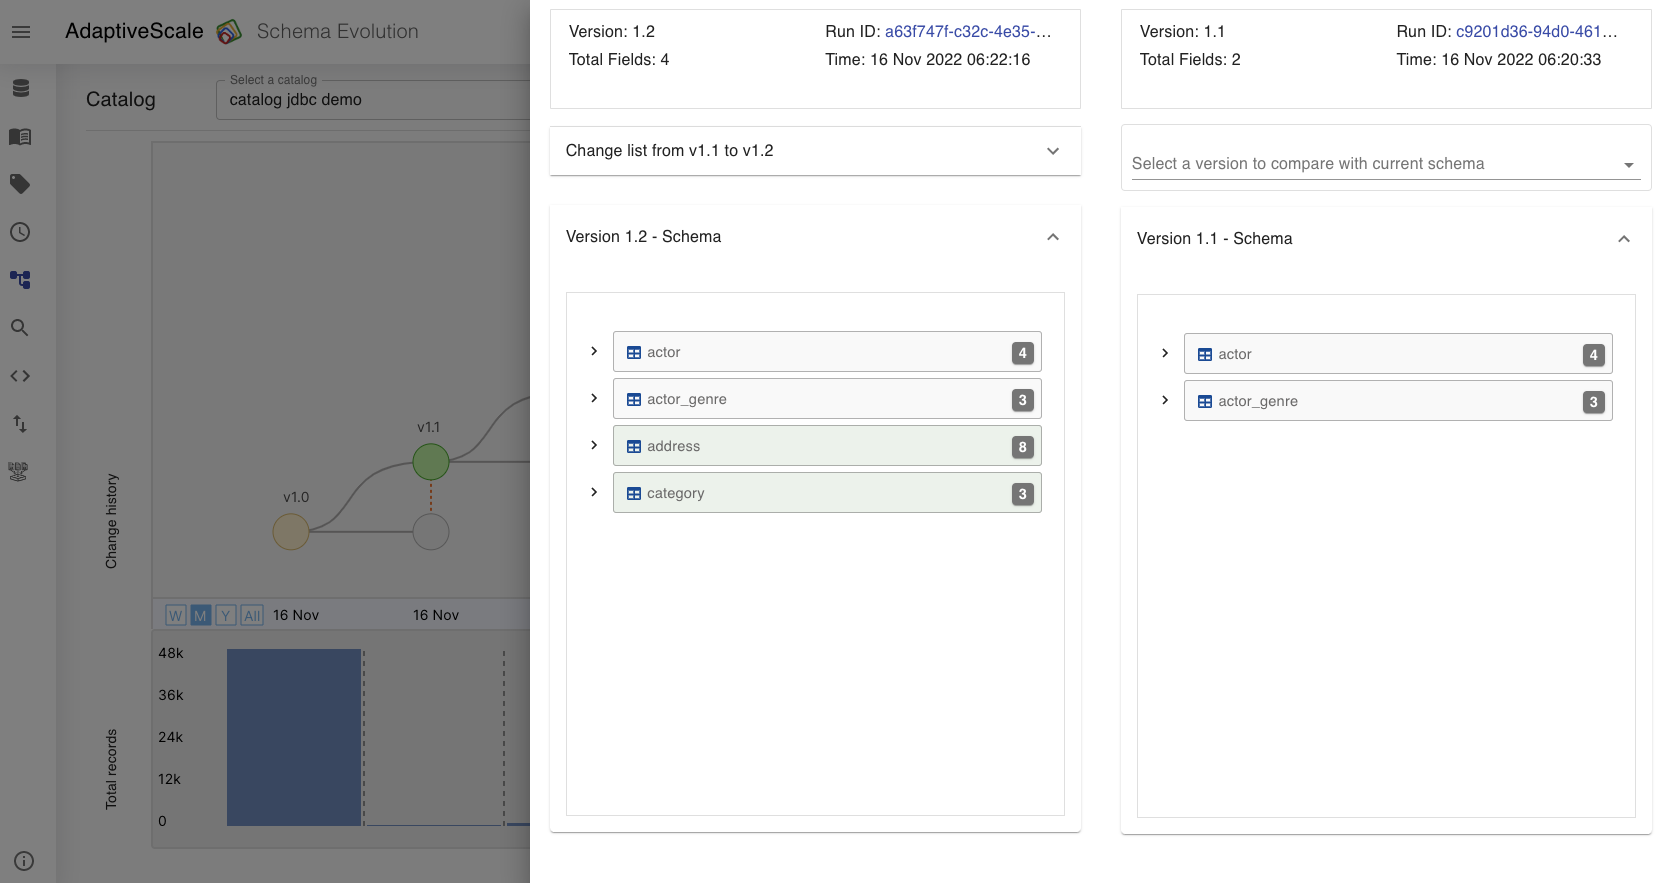 AdaptiveScale
Schema Evolution
Catalog
Select a catalog
catalog jdbc demo
v1.1
v1.0
Change history
W
M
Y
All
16 Nov
16 Nov
48k
36k
24k
12k
0
Total records
Version: 1.2
Run ID: a63f747f-c32c-4e35-...
Total Fields: 4
Time: 16 Nov 2022 06:22:16
Change list from v1.1 to v1.2
Version 1.2 - Schema
actor
4
actor_genre
3
address
8
category
3
Version: 1.1
Run ID: c9201d36-94d0-461...
Total Fields: 2
Time: 16 Nov 2022 06:20:33
Select a version to compare with current schema
Version 1.1 - Schema
actor
4
actor_genre
3